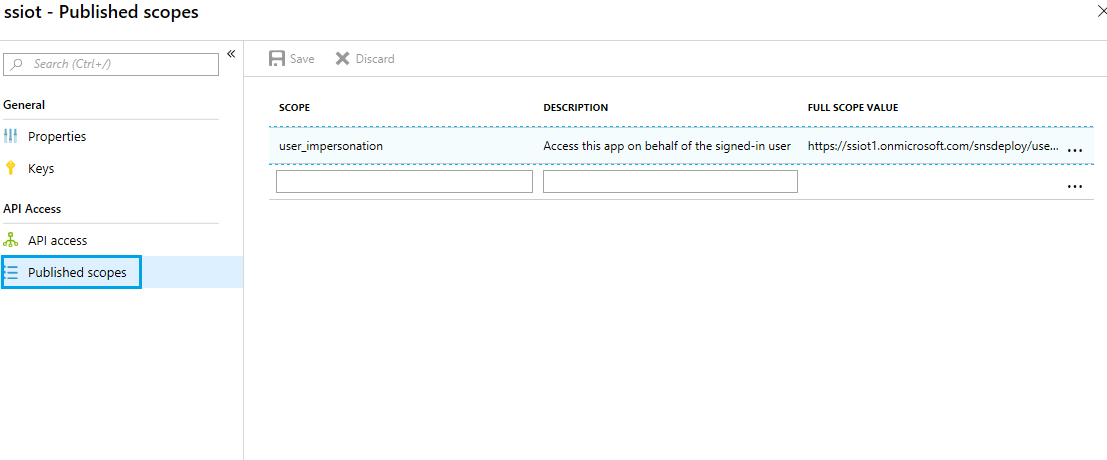 ssiot - Published scopes
Search (Ctrl+/)
General
Properties
Keys
API Access
API access
Published scopes
Save Discard
SCOPE DESCRIPTION FULL SCOPE VALUE
user_impersonation Access this app on behalf of the signed-in user https://ssiot1.onmicrosoft.com/snsdeploy/use... ...
...